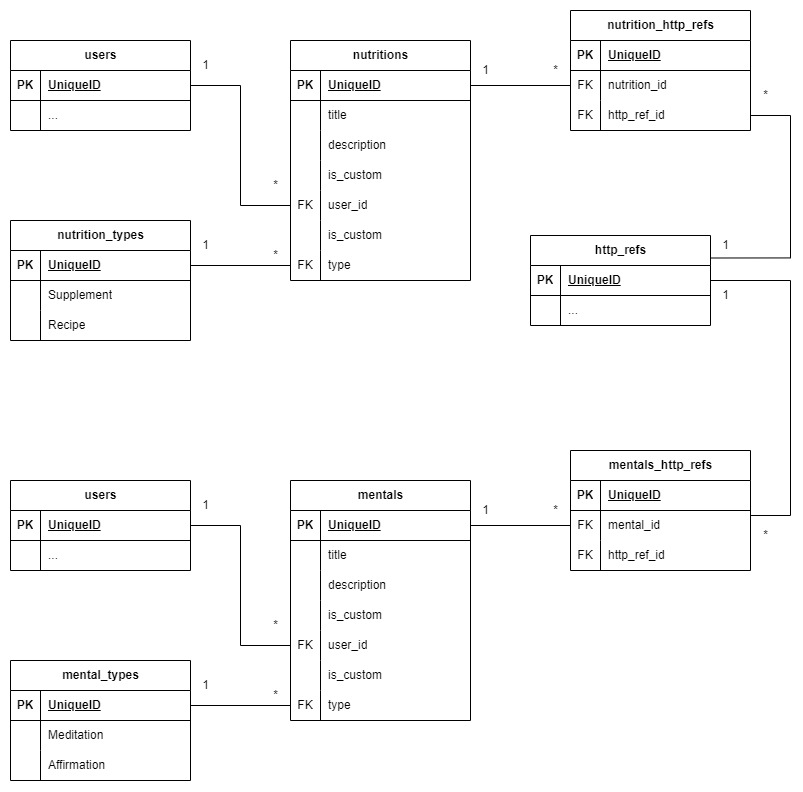 users
PK UniqueID
...
1
*
nutrition_types
PK UniqueID
Supplement
Recipe
1
*
nutritions
PK UniqueID
title
description
is_custom
FK user_id
is_custom
FK type
1
*
nutrition_http_refs
PK UniqueID
FK nutrition_id
FK http_ref_id
*
1
http_refs
PK UniqueID
...
1
users
PK UniqueID
...
1
*
mental_types
PK UniqueID
Meditation
Affirmation
1
*
mentals
PK UniqueID
title
description
is_custom
FK user_id
is_custom
FK type
1
*
mentals_http_refs
PK UniqueID
FK mental_id
FK http_ref_id
*